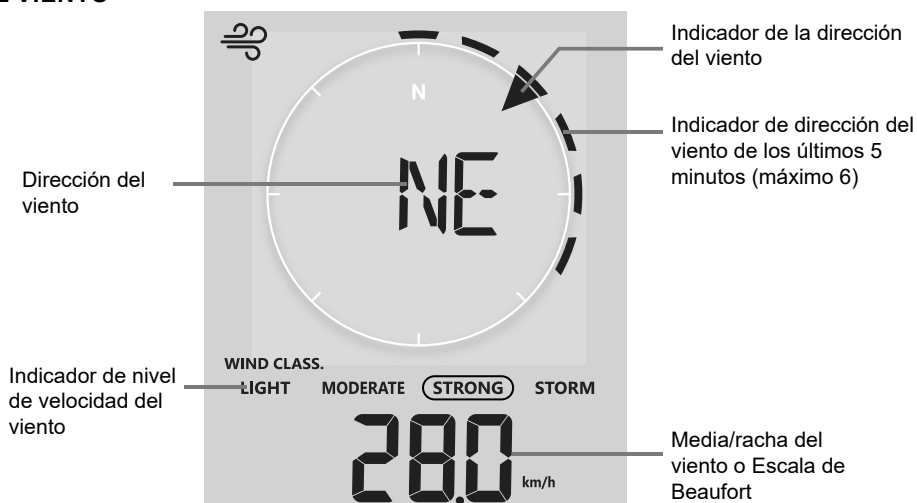 Indicador de la dirección
del viento
N
Indicador de dirección del
viento de los últimos 5
minutos (máximo 6)
Dirección del
viento
NE
WIND CLASS.
LIGHT MODERATE STRONG STORM
Indicador de nivel
de velocidad del
viento
28.0 km/h
Media/racha del
viento o Escala de
Beaufort